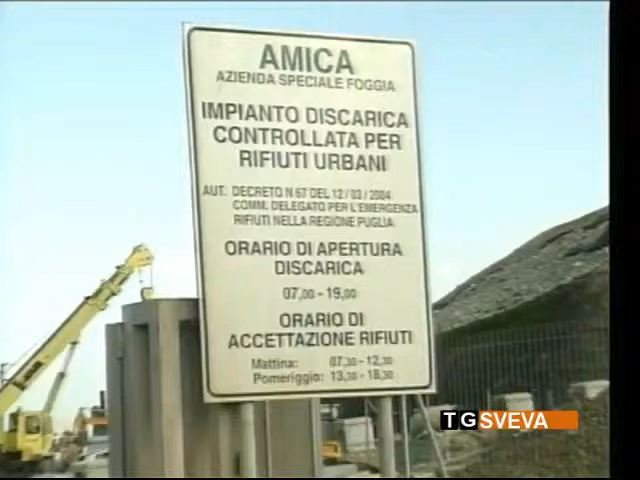 AMICA
AZIENDA SPECIALE FOGGIA
IMPIANTO DISCARICA
CONTROLLATA PER
RIFIUTI URBANI
AUT. DECRETO N.67 DEL 12/03/2004
COMM. DELEGATO PER L'EMERGENZA
RIFIUTI NELLA REGIONE PUGLIA
ORARIO DI APERTURA
DISCARICA
07,00 - 19,00
ORARIO DI
ACCETTAZIONE RIFIUTI
Mattina: 07,30 - 12,30
Pomeriggio: 13,30 - 18,30
TGSVEVA